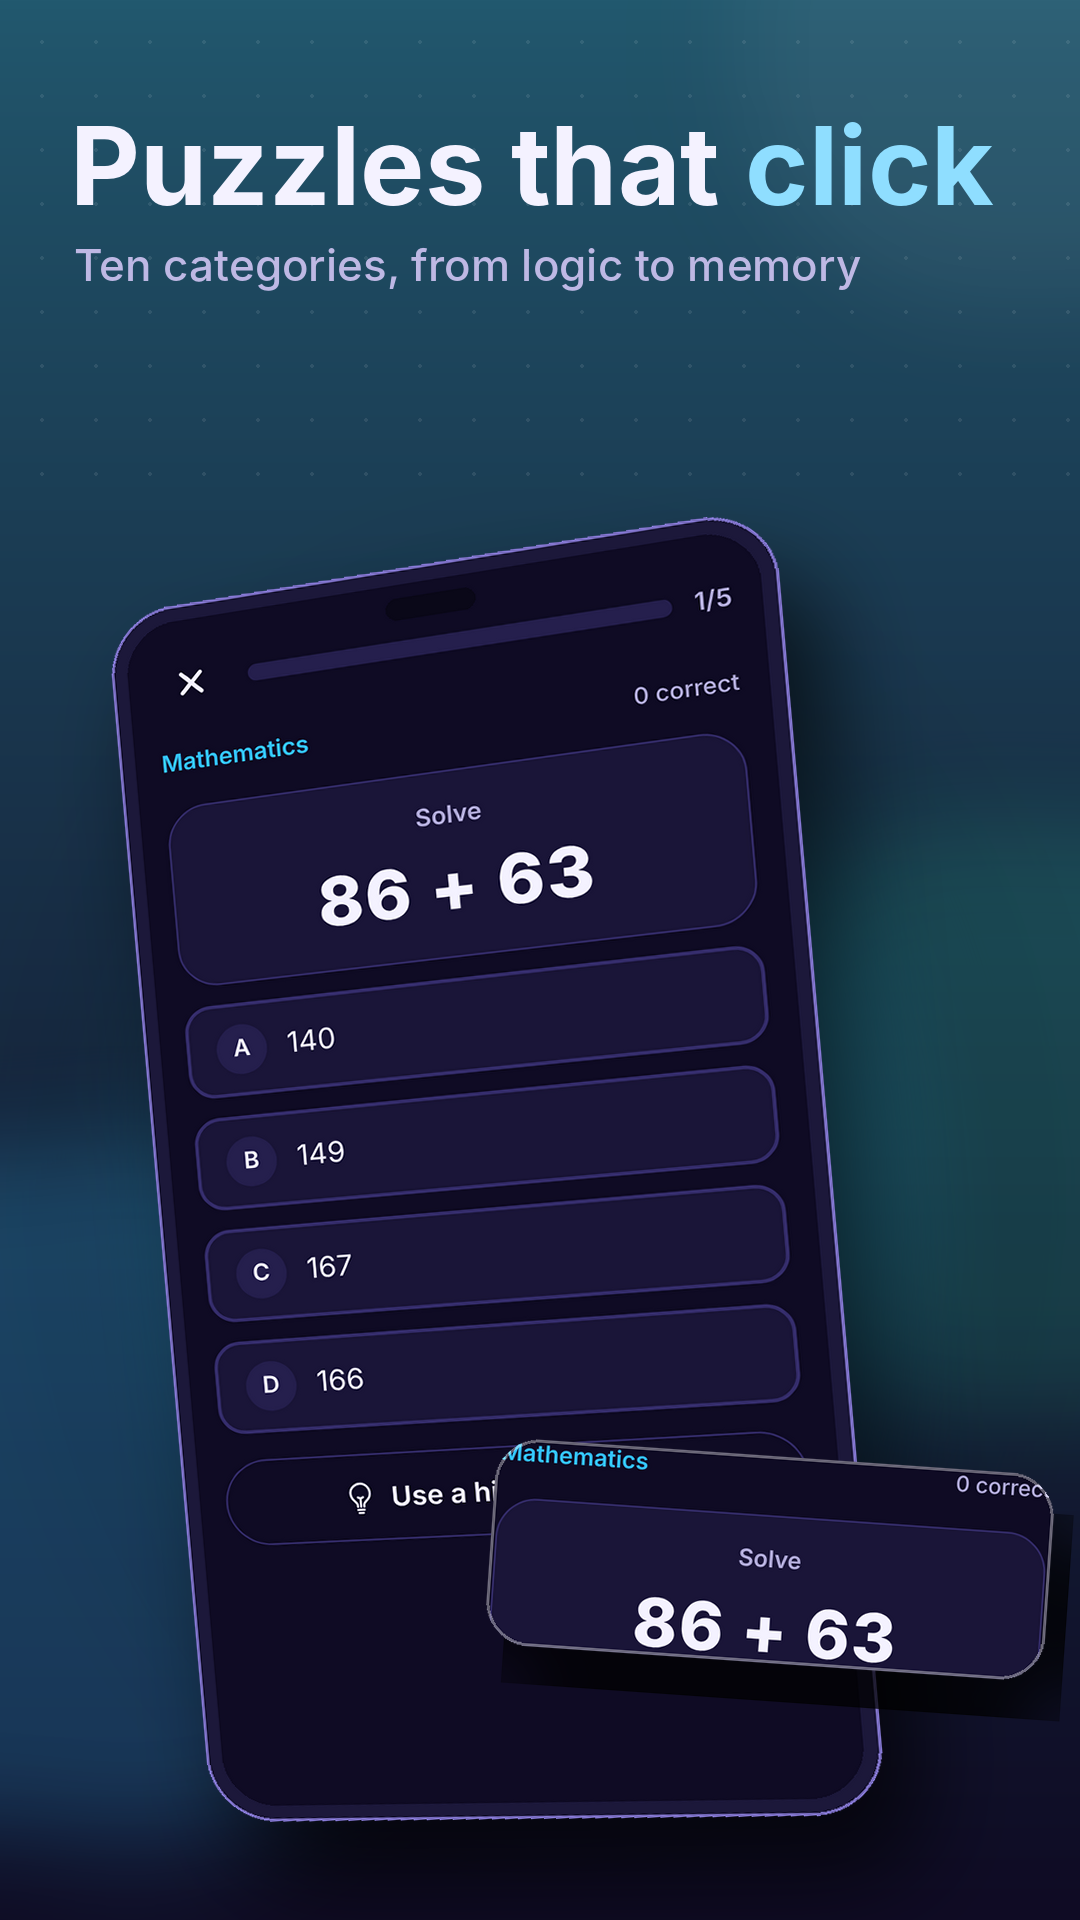 Puzzles that click
Ten categories, from logic to memory
1/5
0 correct
Mathematics
Solve
86 + 63
A 140
B 149
C 167
D 166
Use a hi
Mathematics
0 correc
Solve
86 + 63